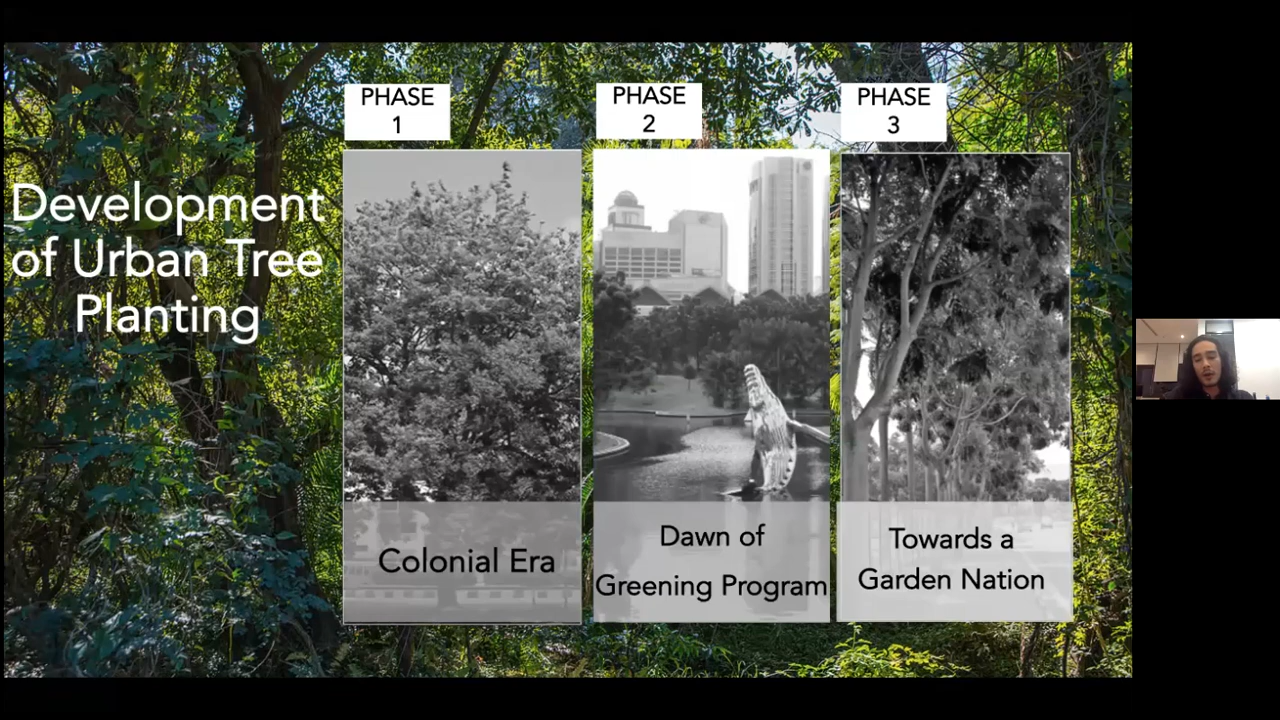 Development
of Urban Tree
Planting
PHASE
1
Colonial Era
PHASE
2
Dawn of
Greening Program
PHASE
3
Towards a
Garden Nation